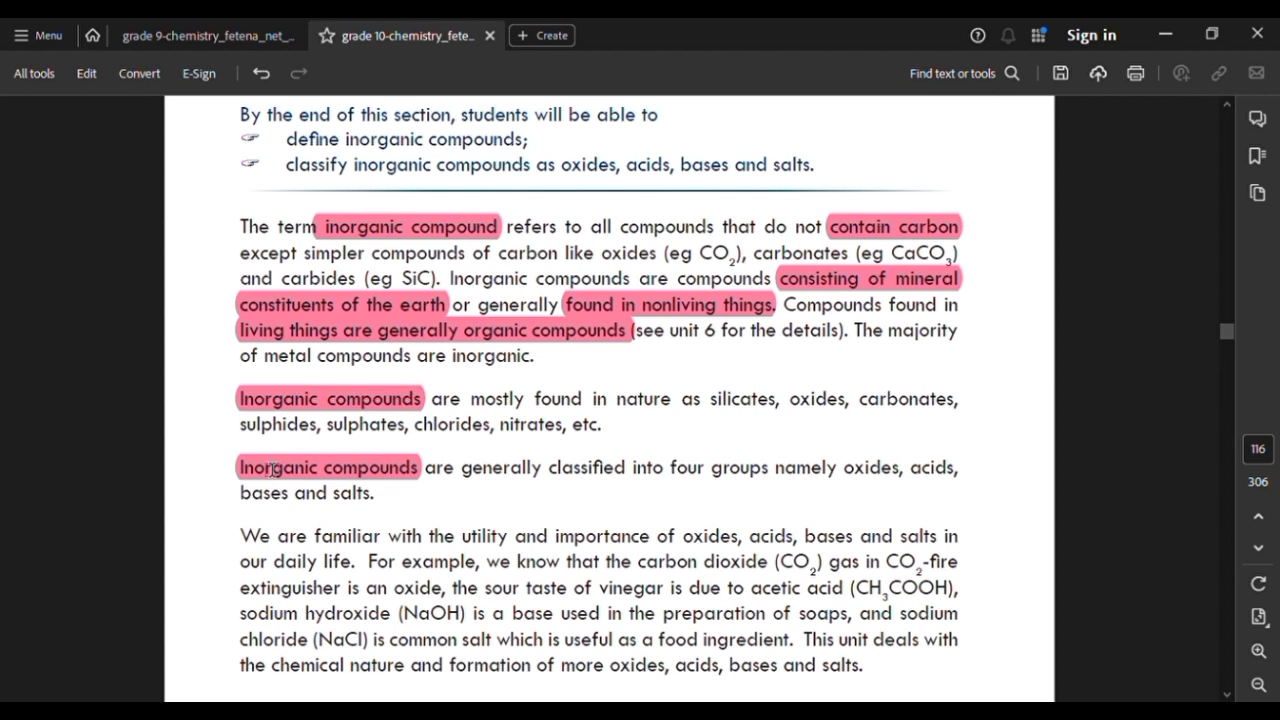 Menu
grade 9-chemistry_fetena_net_...
grade 10-chemistry_fete...
Create
Sign in
All tools
Edit
Convert
E-Sign
Find text or tools
By the end of this section, students will be able to
define inorganic compounds;
classify inorganic compounds as oxides, acids, bases and salts.
The term inorganic compound refers to all compounds that do not contain carbon
except simpler compounds of carbon like oxides (eg CO₂), carbonates (eg CaCO₃)
and carbides (eg SiC). Inorganic compounds are compounds consisting of mineral
constituents of the earth or generally found in nonliving things. Compounds found in
living things are generally organic compounds (see unit 6 for the details). The majority
of metal compounds are inorganic.
Inorganic compounds are mostly found in nature as silicates, oxides, carbonates,
sulphides, sulphates, chlorides, nitrates, etc.
Inorganic compounds are generally classified into four groups namely oxides, acids,
bases and salts.
We are familiar with the utility and importance of oxides, acids, bases and salts in
our daily life. For example, we know that the carbon dioxide (CO₂) gas in CO₂-fire
extinguisher is an oxide, the sour taste of vinegar is due to acetic acid (CH₃COOH),
sodium hydroxide (NaOH) is a base used in the preparation of soaps, and sodium
chloride (NaCl) is common salt which is useful as a food ingredient. This unit deals with
the chemical nature and formation of more oxides, acids, bases and salts.
116
306